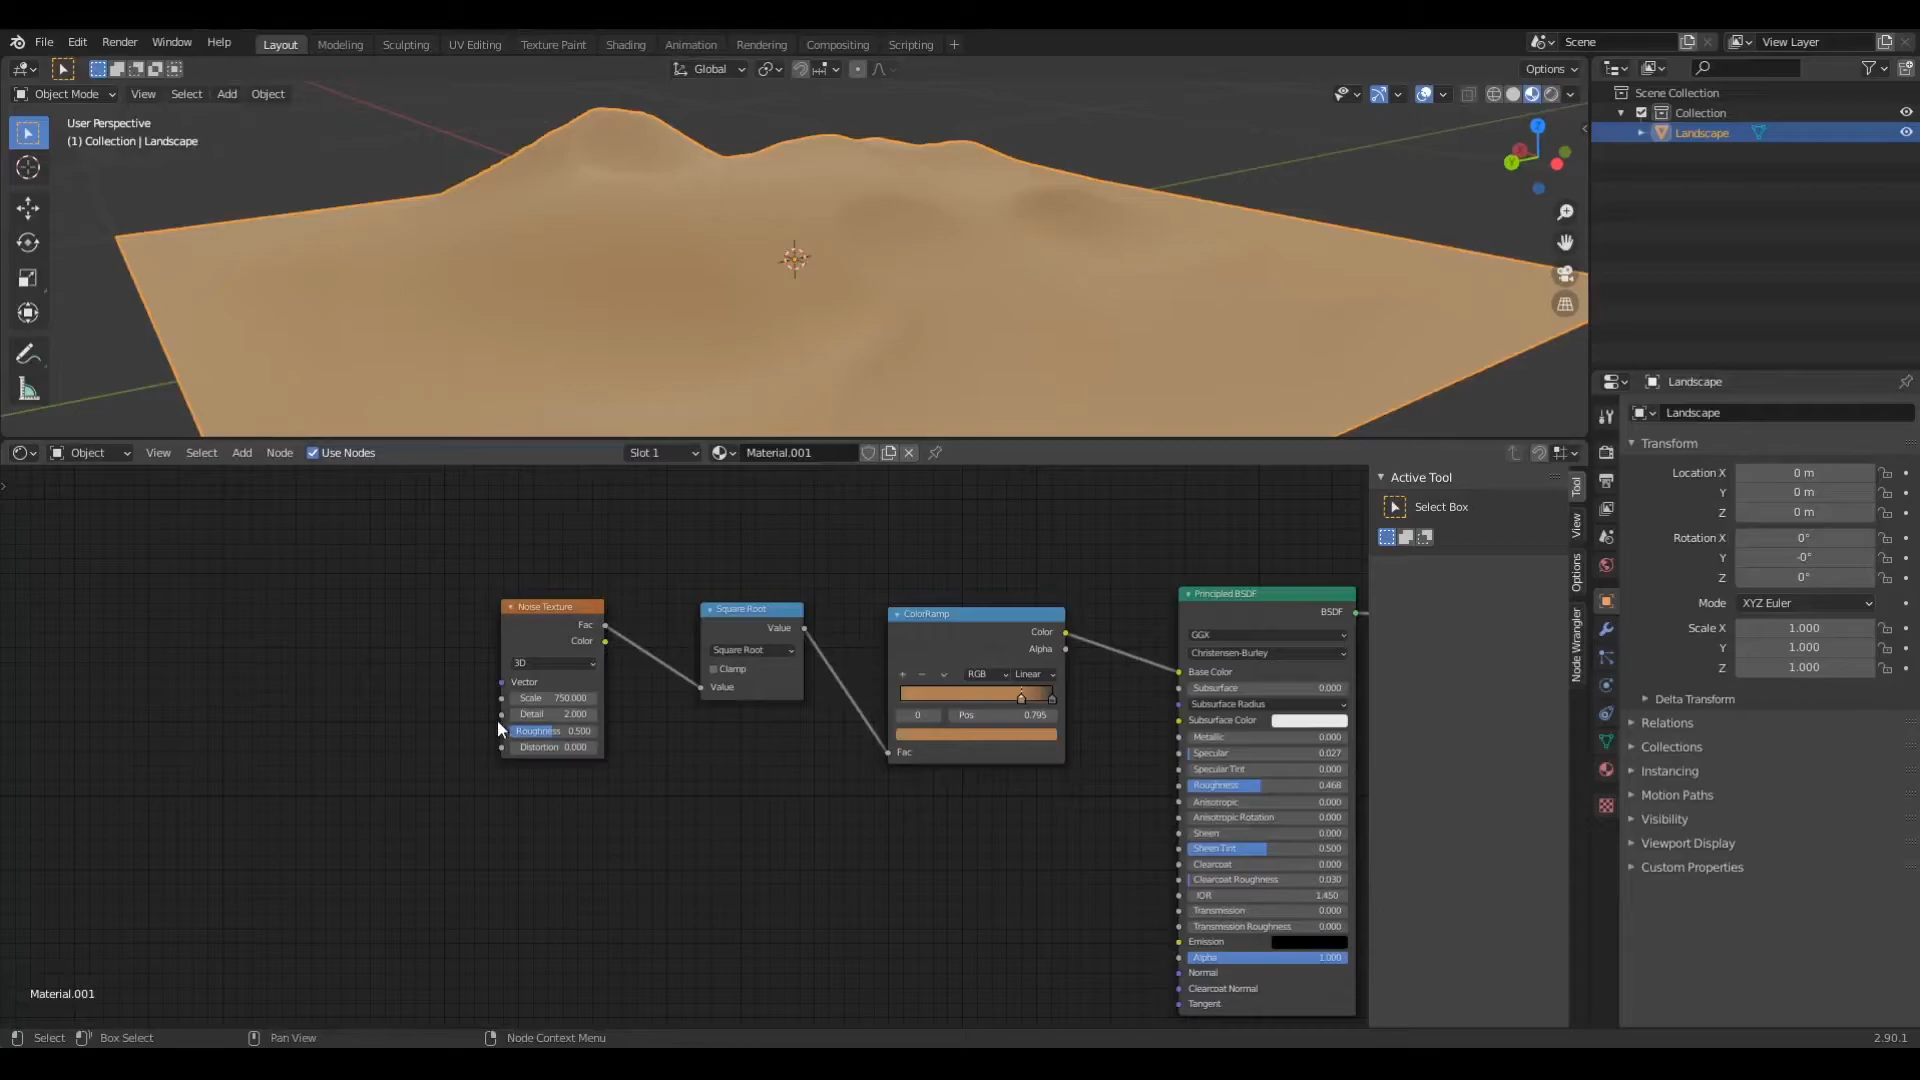 File Edit Render Window Help
Layout Modeling Sculpting UV Editing Texture Paint Shading Animation Rendering Compositing Scripting
Scene View Layer
Global
Options
Object Mode View Select Add Object
User Perspective
(1) Collection | Landscape
Scene Collection
Collection
Landscape
Landscape
Landscape
Transform
Location X 0 m
Y 0 m
Z 0 m
Rotation X 0°
Y -0°
Z 0°
Mode XYZ Euler
Scale X 1.000
Y 1.000
Z 1.000
Delta Transform
Relations
Collections
Instancing
Motion Paths
Visibility
Viewport Display
Custom Properties
Object View Select Add Node Use Nodes Slot 1 Material.001
Active Tool
Select Box
Tool
View
Options
Node Wrangler
Noise Texture
Fac
Color
3D
Vector
Scale 750.000
Detail 2.000
Roughness 0.500
Distortion 0.000
Square Root
Value
Square Root
Clamp
Value
ColorRamp
Color
Alpha
RGB Linear
0 Pos 0.795
Fac
Principled BSDF
BSDF
GGX
Christensen-Burley
Base Color
Subsurface 0.000
Subsurface Radius
Subsurface Color
Metallic 0.000
Specular 0.027
Specular Tint 0.000
Roughness 0.468
Anisotropic 0.000
Anisotropic Rotation 0.000
Sheen 0.000
Sheen Tint 0.500
Clearcoat 0.000
Clearcoat Roughness 0.030
IOR 1.450
Transmission 0.000
Transmission Roughness 0.000
Emission
Alpha 1.000
Normal
Clearcoat Normal
Tangent
Material.001
Select Box Select Pan View Node Context Menu 2.90.1